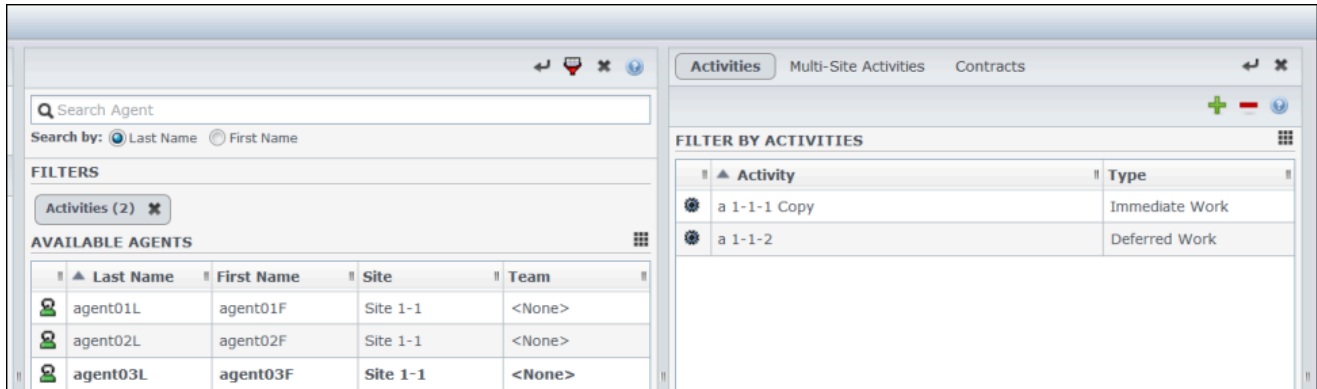 Search Agent
Search by: Last Name First Name
FILTERS
Activities (2)
AVAILABLE AGENTS
Last Name First Name Site Team
agent01L agent01F Site 1-1 <None>
agent02L agent02F Site 1-1 <None>
agent03L agent03F Site 1-1 <None>
Activities Multi-Site Activities Contracts
FILTER BY ACTIVITIES
Activity Type
a 1-1-1 Copy Immediate Work
a 1-1-2 Deferred Work